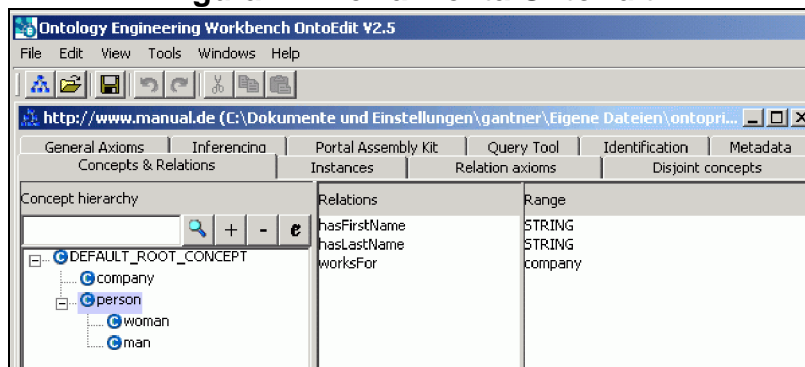 Ontology Engineering Workbench OntoEdit V2.5
File Edit View Tools Windows Help
http://www.manual.de (C:\Dokumente und Einstellungen\gantner\Eigene Dateien\ontopri...
General Axioms Inferencing Portal Assembly Kit Query Tool Identification Metadata
Concepts & Relations Instances Relation axioms Disjoint concepts
Concept hierarchy Relations Range
hasFirstName STRING
hasLastName STRING
worksFor company
DEFAULT_ROOT_CONCEPT
company
person
woman
man